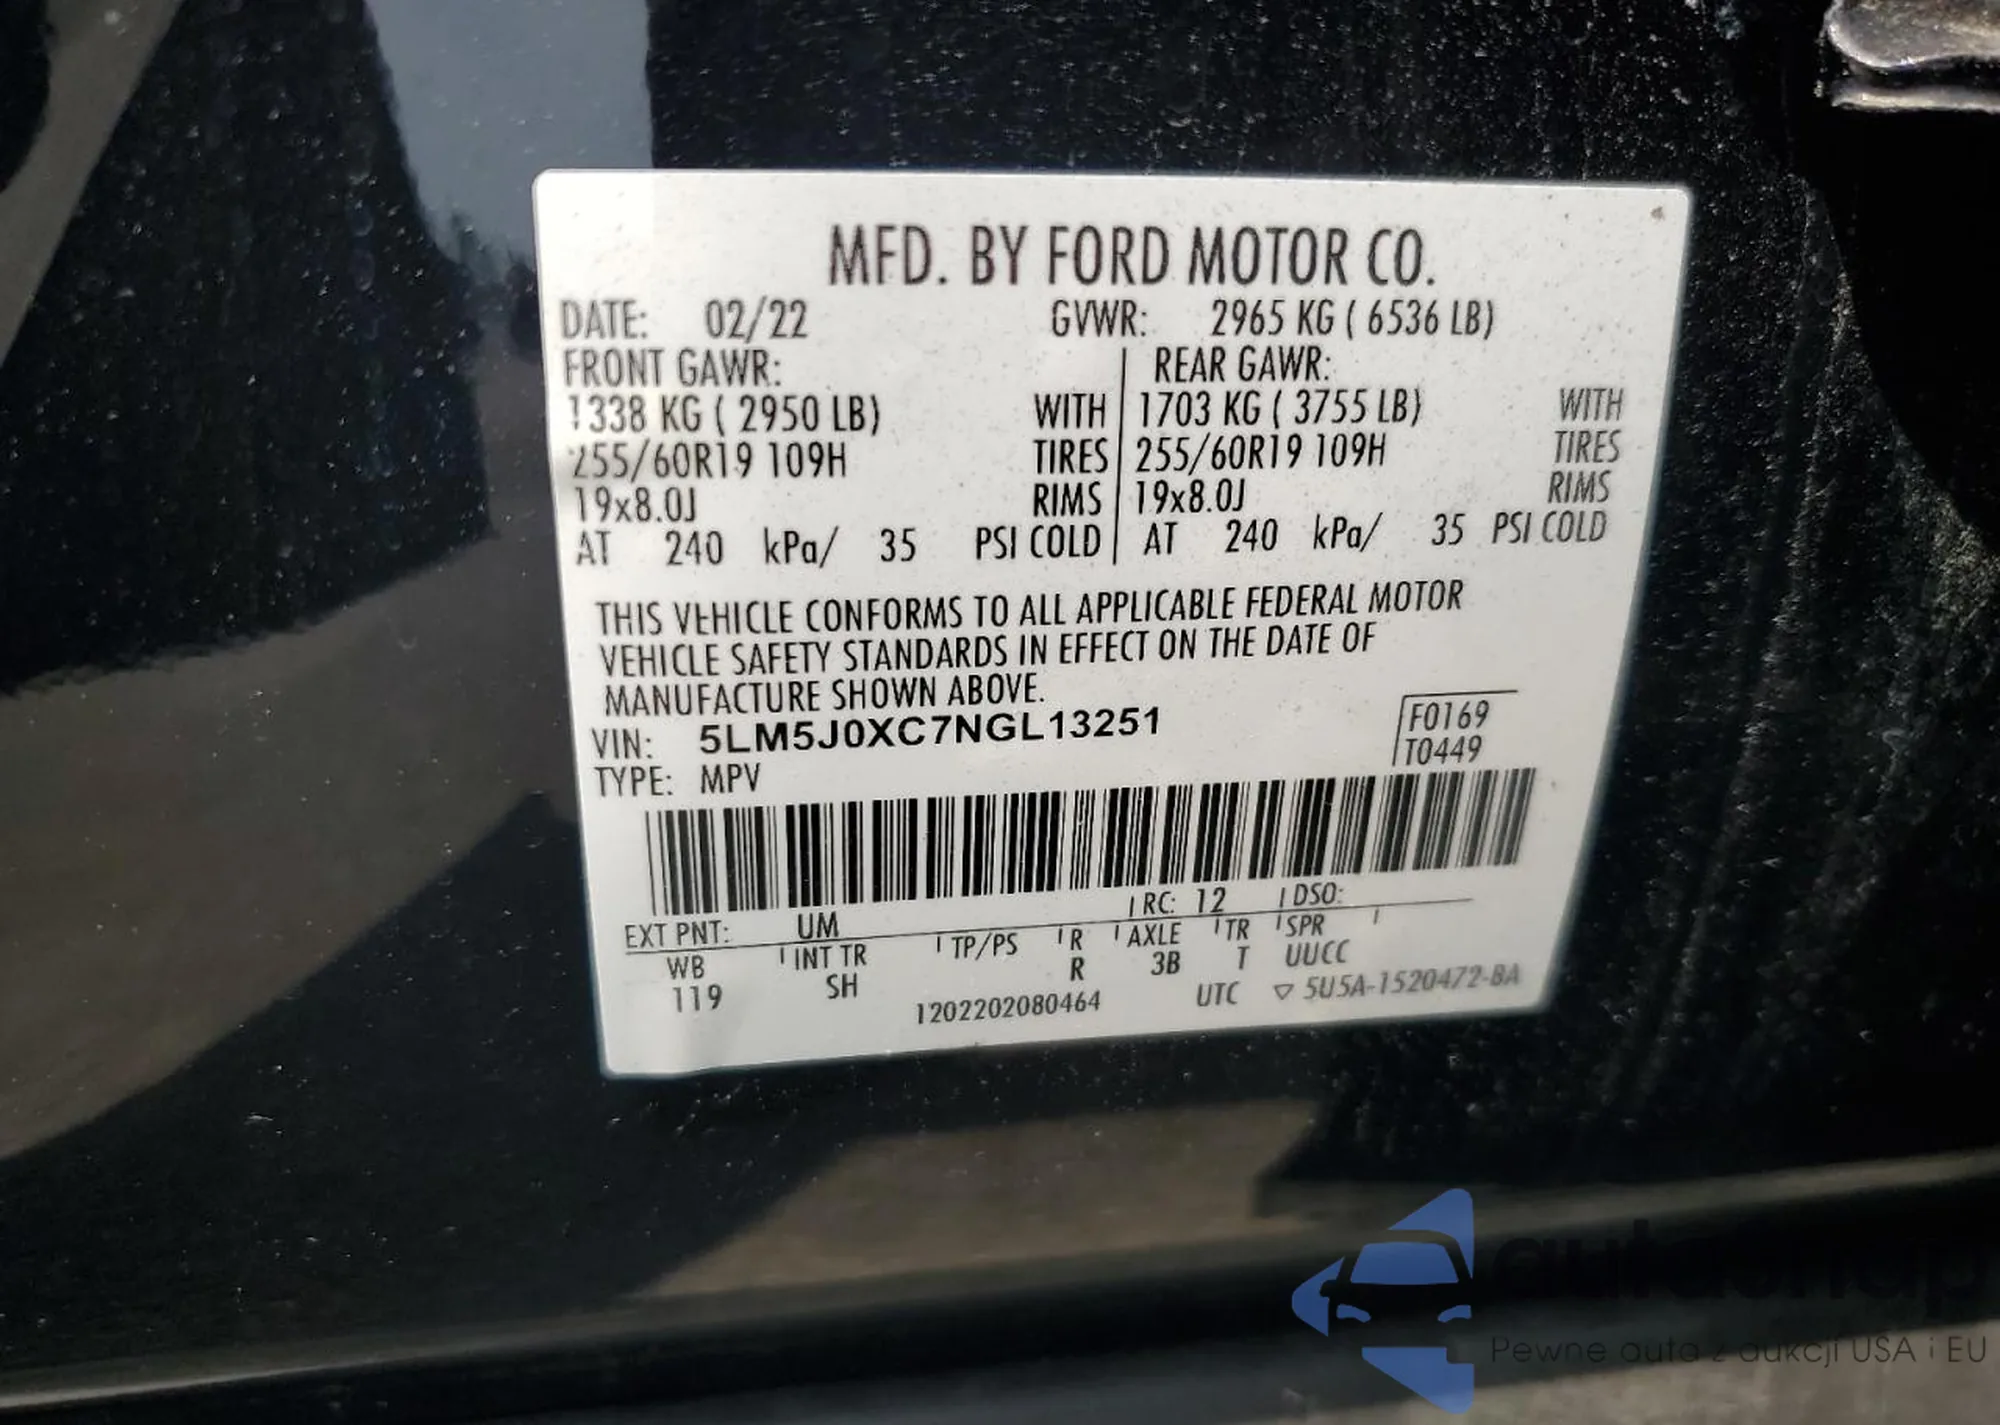 MFD. BY FORD MOTOR CO.
DATE: 02/22 GVWR: 2965 KG ( 6536 LB)
FRONT GAWR: REAR GAWR:
1338 KG ( 2950 LB) WITH 1703 KG ( 3755 LB) WITH
255/60R19 109H TIRES 255/60R19 109H TIRES
19x8.0J RIMS 19x8.0J RIMS
AT 240 kPa/ 35 PSI COLD AT 240 kPa/ 35 PSI COLD
THIS VEHICLE CONFORMS TO ALL APPLICABLE FEDERAL MOTOR
VEHICLE SAFETY STANDARDS IN EFFECT ON THE DATE OF
MANUFACTURE SHOWN ABOVE.
VIN: 5LM5J0XC7NGL13251
F0169
TYPE: MPV
T0449
EXT PNT: UM RC: 12 DSO:
WB INT TR TP/PS R AXLE TR SPR
119 SH R 3B T UUCC
1202202080464 UTC ▽ 5U5A-1520472-BA
Pewne auta z aukcji USA i EU